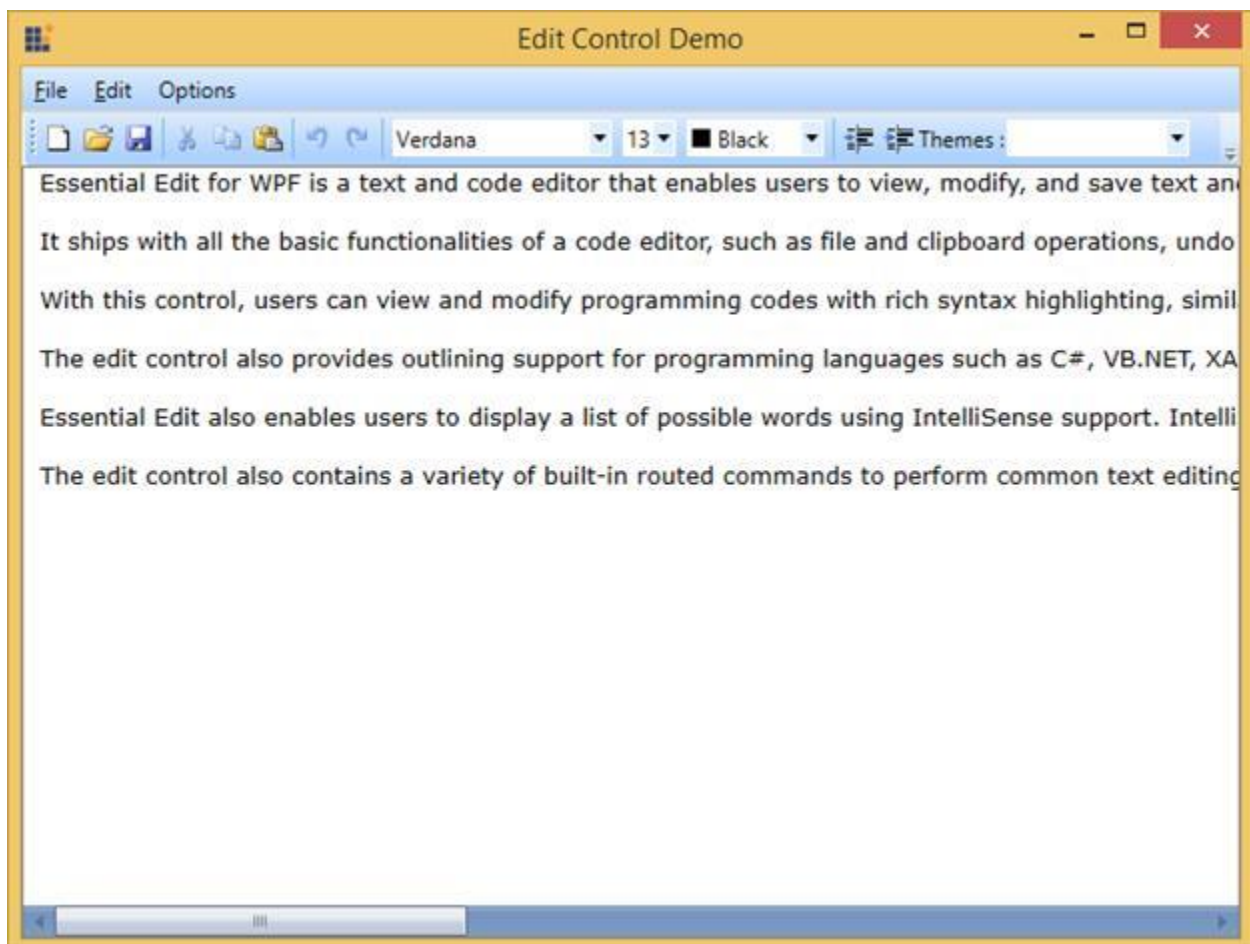 Edit Control Demo
File Edit Options
Verdana 13 Black Themes :
Essential Edit for WPF is a text and code editor that enables users to view, modify, and save text and
It ships with all the basic functionalities of a code editor, such as file and clipboard operations, undo
With this control, users can view and modify programming codes with rich syntax highlighting, simil
The edit control also provides outlining support for programming languages such as C#, VB.NET, XA
Essential Edit also enables users to display a list of possible words using IntelliSense support. Intelli
The edit control also contains a variety of built-in routed commands to perform common text editing